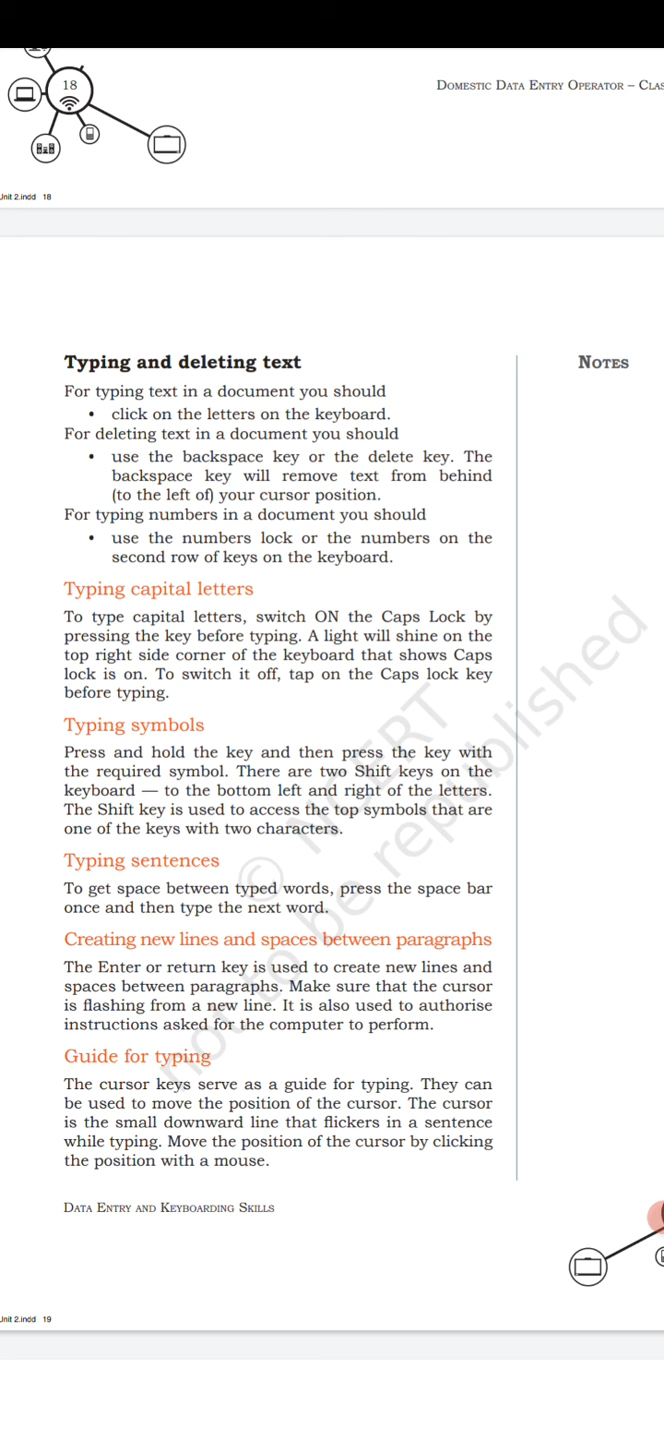 18
DOMESTIC DATA ENTRY OPERATOR – CLAS
Unit 2.indd 18
Typing and deleting text
NOTES
For typing text in a document you should
• click on the letters on the keyboard.
For deleting text in a document you should
• use the backspace key or the delete key. The
backspace key will remove text from behind
(to the left of) your cursor position.
For typing numbers in a document you should
• use the numbers lock or the numbers on the
second row of keys on the keyboard.
Typing capital letters
To type capital letters, switch ON the Caps Lock by
pressing the key before typing. A light will shine on the
top right side corner of the keyboard that shows Caps
lock is on. To switch it off, tap on the Caps lock key
before typing.
Typing symbols
Press and hold the key and then press the key with
the required symbol. There are two Shift keys on the
keyboard — to the bottom left and right of the letters.
The Shift key is used to access the top symbols that are
one of the keys with two characters.
Typing sentences
To get space between typed words, press the space bar
once and then type the next word.
Creating new lines and spaces between paragraphs
The Enter or return key is used to create new lines and
spaces between paragraphs. Make sure that the cursor
is flashing from a new line. It is also used to authorise
instructions asked for the computer to perform.
Guide for typing
The cursor keys serve as a guide for typing. They can
be used to move the position of the cursor. The cursor
is the small downward line that flickers in a sentence
while typing. Move the position of the cursor by clicking
the position with a mouse.
© NCERT
not to be republished
DATA ENTRY AND KEYBOARDING SKILLS
Unit 2.indd 19